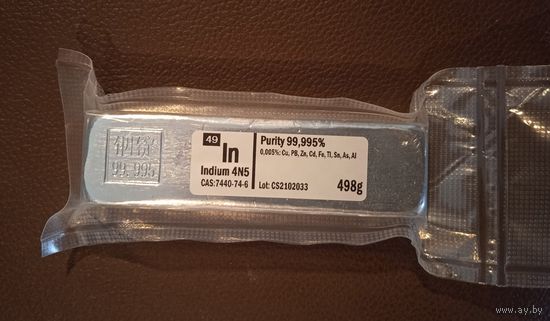 99.995
49
In
Indium 4N5
CAS:7440-74-6
Purity 99,995%
0,005%: Cu, PB, Zn, Cd, Fe, Tl, Sn, As, Al
Lot: CS2102033
498g
www.ay.by